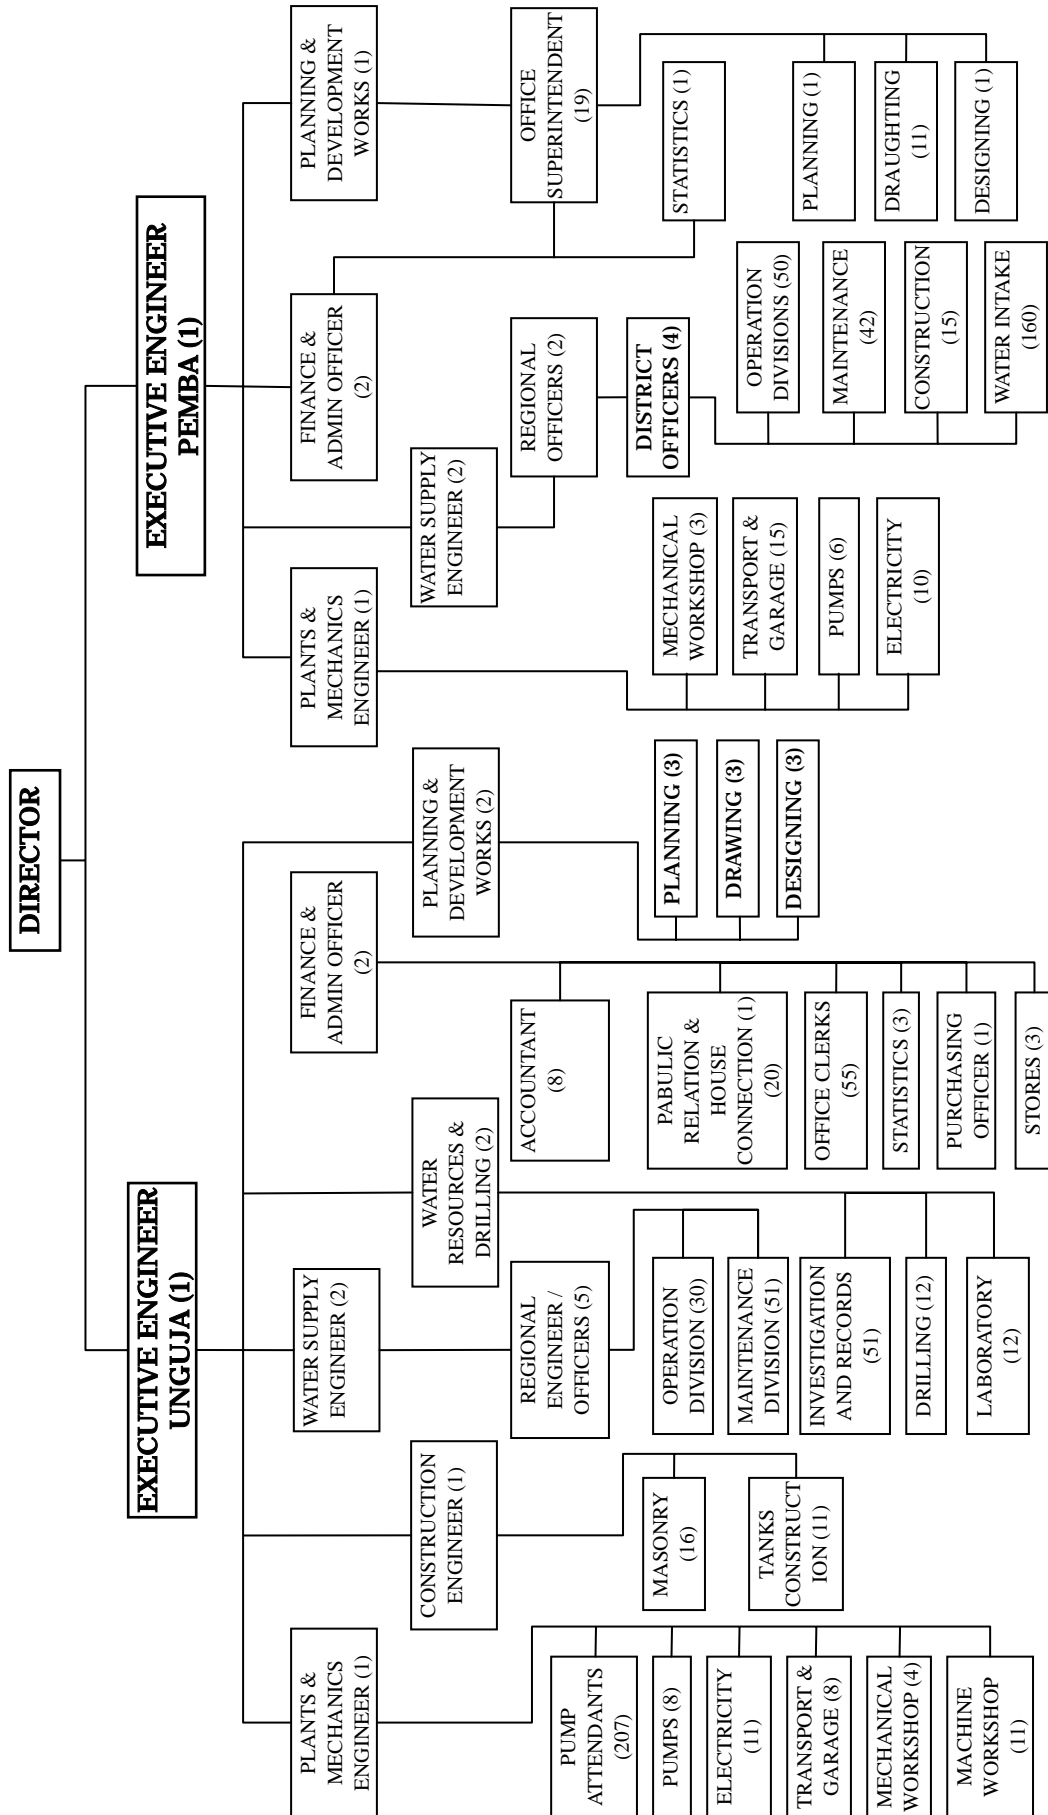 DIRECTOR
EXECUTIVE ENGINEER
UNGUJA (1)
EXECUTIVE ENGINEER
PEMBA (1)
PLANTS &
MECHANICS
ENGINEER (1)
CONSTRUCTION
ENGINEER (1)
WATER SUPPLY
ENGINEER (2)
WATER
RESOURCES &
DRILLING (2)
FINANCE &
ADMIN OFFICER
(2)
PLANNING &
DEVELOPMENT
WORKS (2)
PLANTS &
MECHANICS
ENGINEER (1)
WATER SUPPLY
ENGINEER (2)
FINANCE &
ADMIN OFFICER
(2)
PLANNING &
DEVELOPMENT
WORKS (1)
PUMP
ATTENDANTS
(207)
PUMPS (8)
ELECTRICITY
(11)
TRANSPORT &
GARAGE (8)
MECHANICAL
WORKSHOP (4)
MACHINE
WORKSHOP
(11)
MASONRY
(16)
TANKS
CONSTRUCT
ION (11)
REGIONAL
ENGINEER /
OFFICERS (5)
OPERATION
DIVISION (30)
MAINTENANCE
DIVISION (51)
INVESTIGATION
AND RECORDS
(51)
DRILLING (12)
LABORATORY
(12)
ACCOUNTANT
(8)
PABULIC
RELATION &
HOUSE
CONNECTION (1)
(20)
OFFICE CLERKS
(55)
STATISTICS (3)
PURCHASING
OFFICER (1)
STORES (3)
PLANNING (3)
DRAWING (3)
DESIGNING (3)
MECHANICAL
WORKSHOP (3)
TRANSPORT &
GARAGE (15)
PUMPS (6)
ELECTRICITY
(10)
REGIONAL
OFFICERS (2)
DISTRICT
OFFICERS (4)
OPERATION
DIVISIONS (50)
MAINTENANCE
(42)
CONSTRUCTION
(15)
WATER INTAKE
(160)
OFFICE
SUPERINTENDENT
(19)
STATISTICS (1)
PLANNING (1)
DRAUGHTING
(11)
DESIGNING (1)